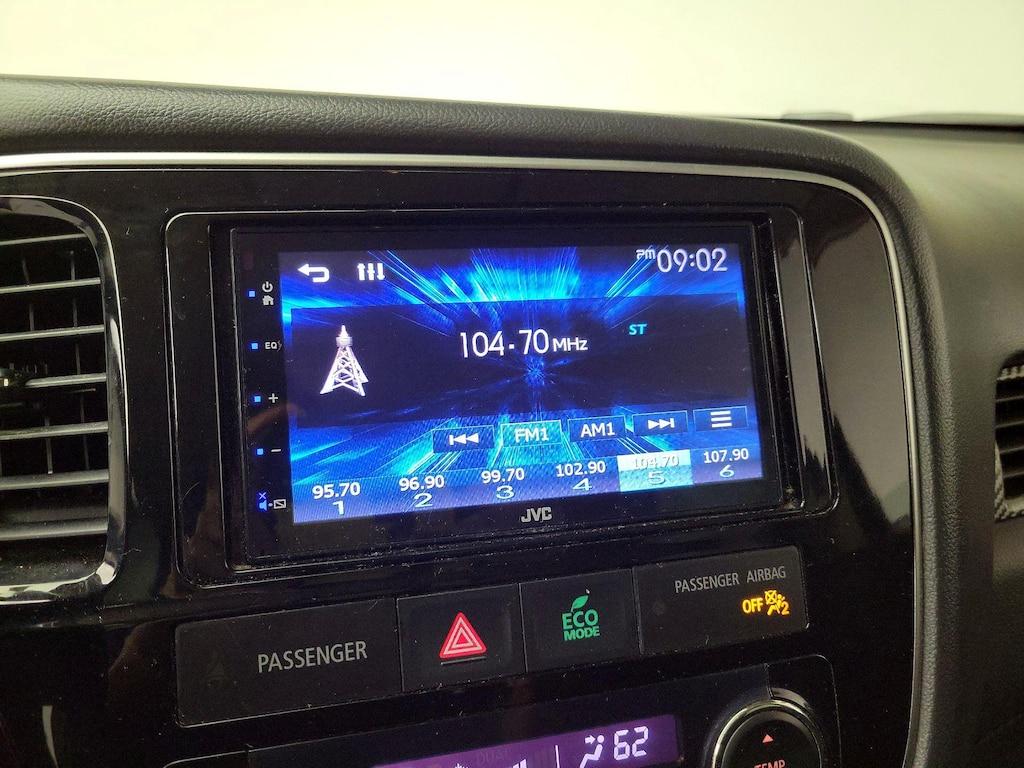 PM 09:02
EQ
104.70 MHz
ST
FM1
AM1
95.70 96.90 99.70 102.90 104.70 107.90
1 2 3 4 5 6
JVC
PASSENGER
ECO
MODE
PASSENGER AIRBAG
OFF 2
62
TEMP